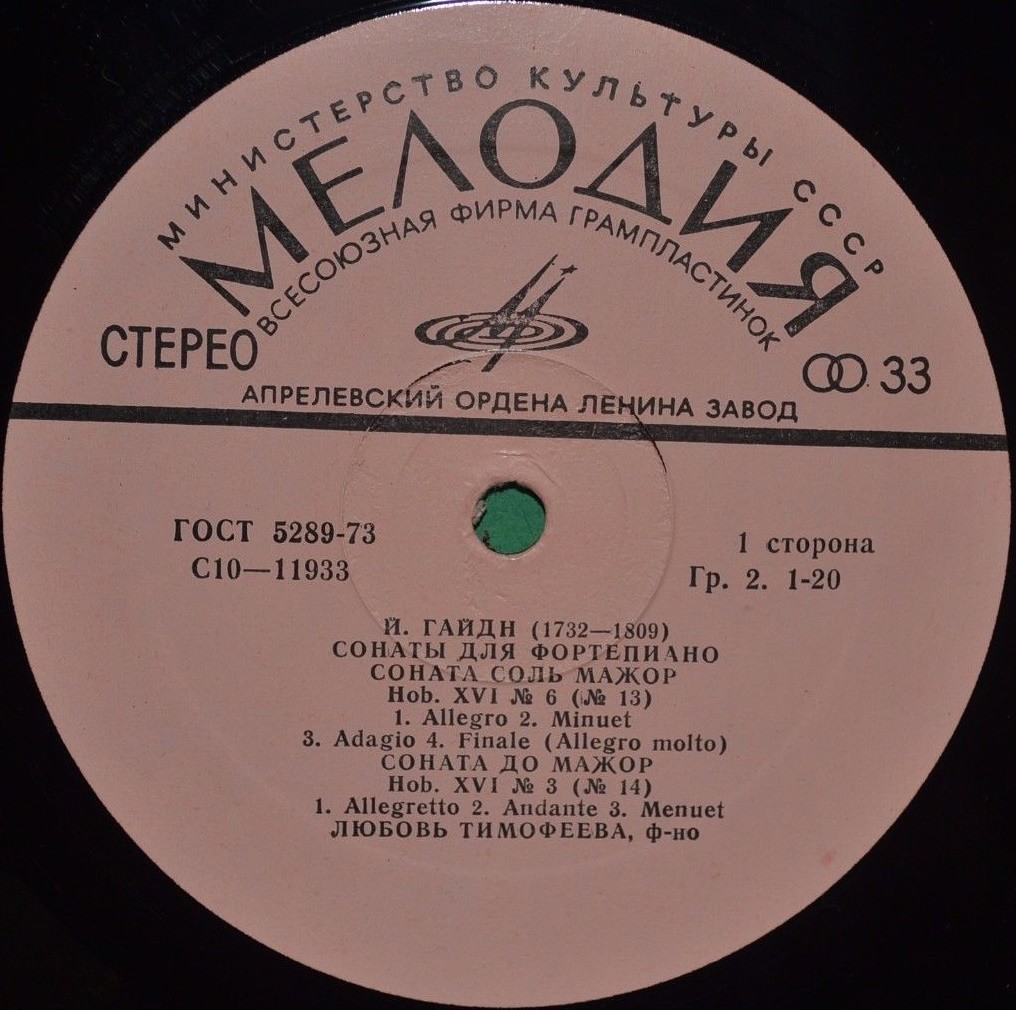 МИНИСТЕРСТВО КУЛЬТУРЫ СССР
МЕЛОДИЯ
ВСЕСОЮЗНАЯ ФИРМА ГРАМПЛАСТИНОК
СТЕРЕО
33
АПРЕЛЕВСКИЙ ОРДЕНА ЛЕНИНА ЗАВОД
ГОСТ 5289-73
С10—11933
1 сторона
Гр. 2. 1-20
Й. ГАЙДН (1732—1809)
СОНАТЫ ДЛЯ ФОРТЕПИАНО
СОНАТА СОЛЬ МАЖОР
Hob. XVI № 6 (№ 13)
1. Allegro 2. Minuet
3. Adagio 4. Finale (Allegro molto)
СОНАТА ДО МАЖОР
Hob. XVI № 3 (№ 14)
1. Allegretto 2. Andante 3. Menuet
ЛЮБОВЬ ТИМОФЕЕВА, ф-но